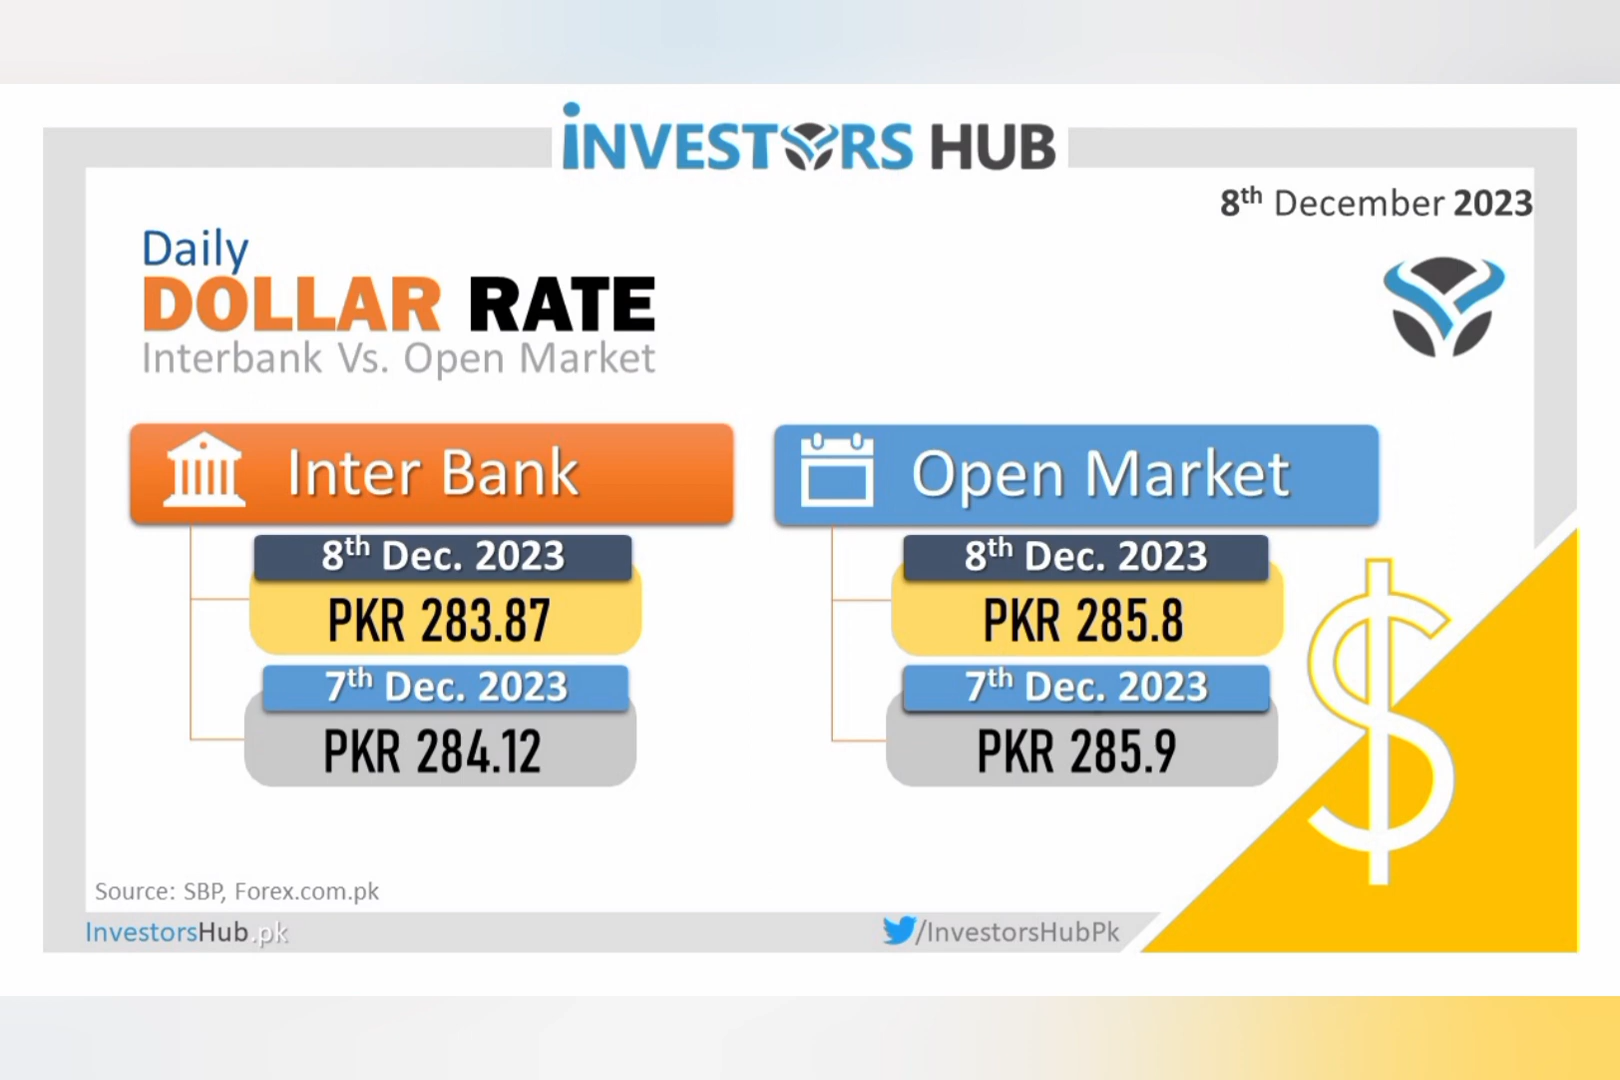 iNVESTORS HUB
8th December 2023
Daily
DOLLAR RATE
Interbank Vs. Open Market
Inter Bank
8th Dec. 2023
PKR 283.87
7th Dec. 2023
PKR 284.12
Open Market
8th Dec. 2023
PKR 285.8
7th Dec. 2023
PKR 285.9
$
Source: SBP, Forex.com.pk
InvestorsHub.pk
/InvestorsHubPk